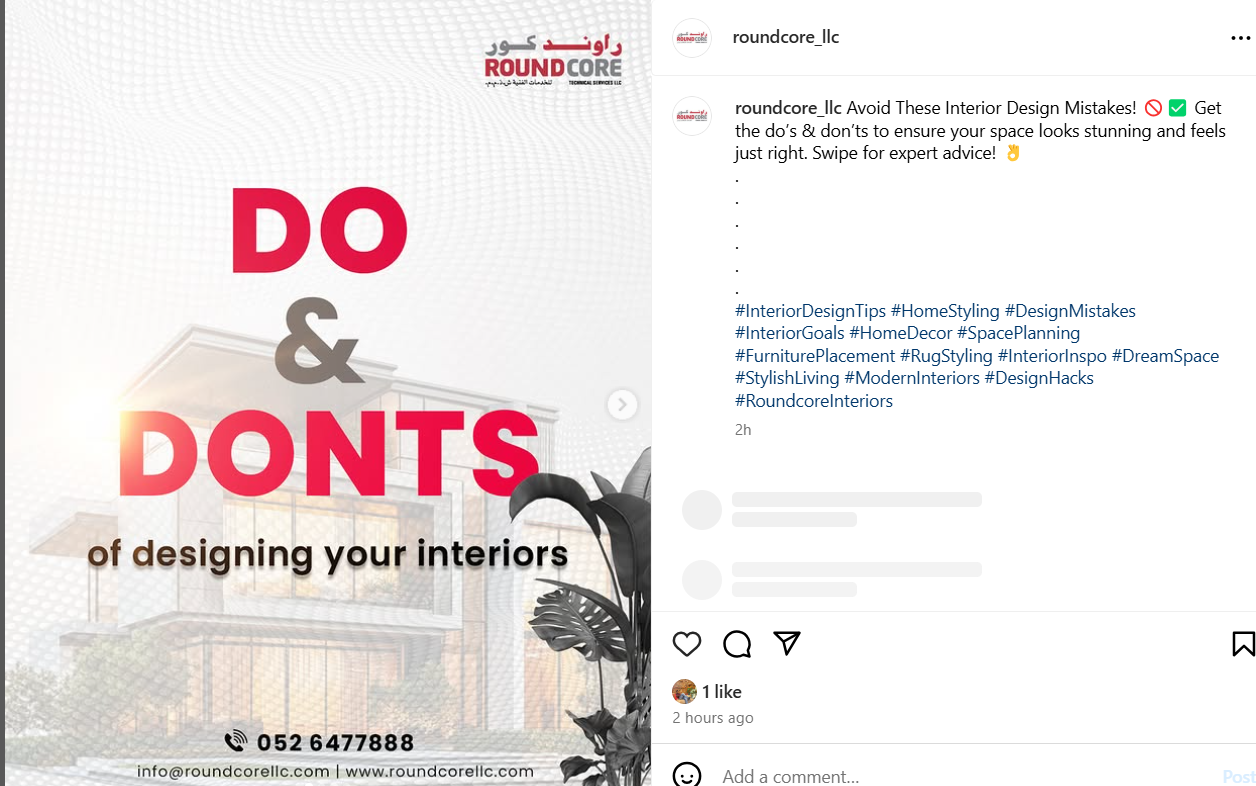 راوند كور
ROUNDCORE
للخدمات الفنية ش.ذ.م.م. TECHNICAL SERVICES LLC
DO
&
DONTS
of designing your interiors
052 6477888
info@roundcorellc.com | www.roundcorellc.com
roundcore_llc
roundcore_llc Avoid These Interior Design Mistakes! 🚫 ✅ Get
the do’s & don’ts to ensure your space looks stunning and feels
just right. Swipe for expert advice! 👌
.
.
.
.
.
.
#InteriorDesignTips #HomeStyling #DesignMistakes
#InteriorGoals #HomeDecor #SpacePlanning
#FurniturePlacement #RugStyling #InteriorInspo #DreamSpace
#StylishLiving #ModernInteriors #DesignHacks
#RoundcoreInteriors
2h
1 like
2 hours ago
Add a comment...
Post